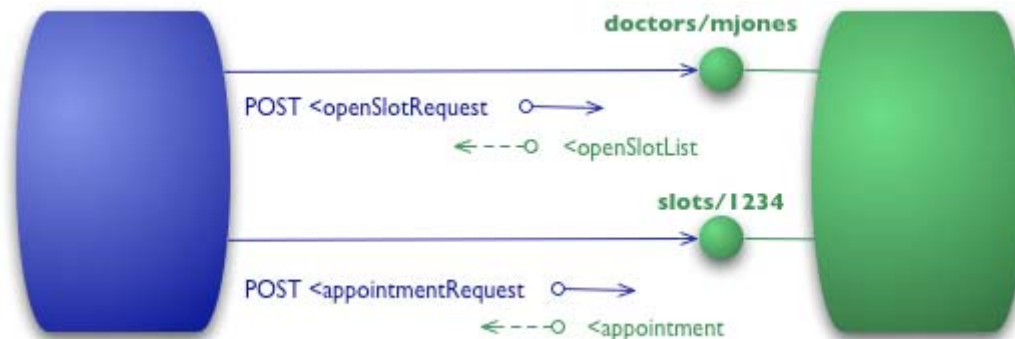 doctors/mjones
POST <openSlotRequest
<openSlotList
slots/1234
POST <appointmentRequest
<appointment